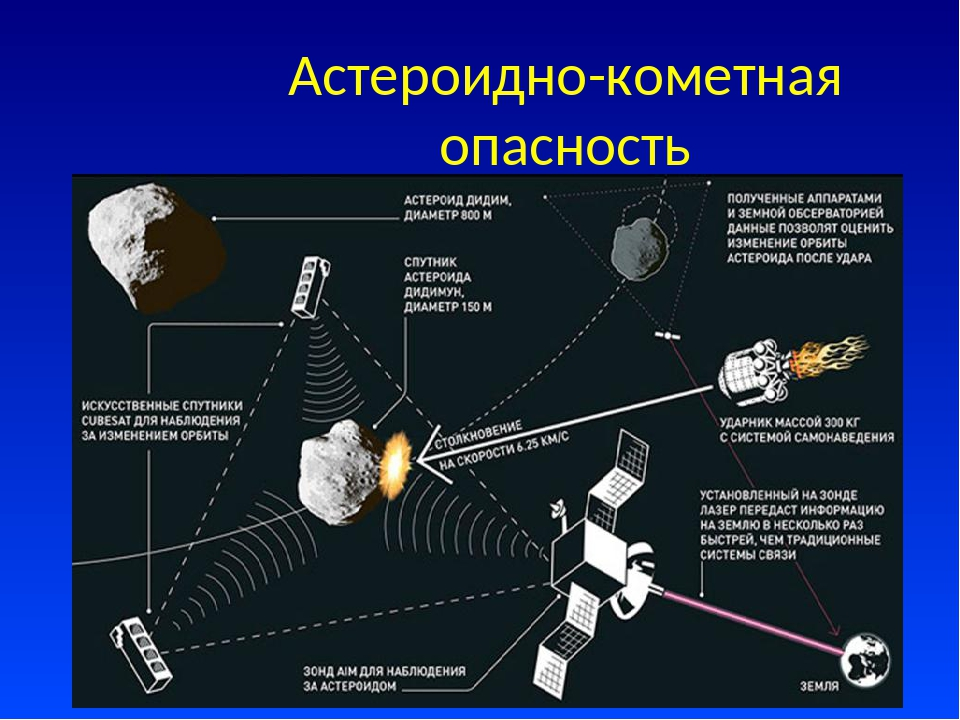 Астероидно-кометная
опасность
АСТЕРОИД ДИДИМ,
ДИАМЕТР 800 М
ПОЛУЧЕННЫЕ АППАРАТАМИ
И ЗЕМНОЙ ОБСЕРВАТОРИЕЙ
ДАННЫЕ ПОЗВОЛЯТ ОЦЕНИТЬ
ИЗМЕНЕНИЕ ОРБИТЫ
АСТЕРОИДА ПОСЛЕ УДАРА
СПУТНИК
АСТЕРОИДА
ДИДИМУН,
ДИАМЕТР 150 М
ИСКУССТВЕННЫЕ СПУТНИКИ
CUBESAT ДЛЯ НАБЛЮДЕНИЯ
ЗА ИЗМЕНЕНИЕМ ОРБИТЫ
СТОЛКНОВЕНИЕ
НА СКОРОСТИ 6.25 КМ/С
УДАРНИК МАССОЙ 300 КГ
С СИСТЕМОЙ САМОНАВЕДЕНИЯ
УСТАНОВЛЕННЫЙ НА ЗОНДЕ
ЛАЗЕР ПЕРЕДАСТ ИНФОРМАЦИЮ
НА ЗЕМЛЮ В НЕСКОЛЬКО РАЗ
БЫСТРЕЙ, ЧЕМ ТРАДИЦИОННЫЕ
СИСТЕМЫ СВЯЗИ
ЗОНД AIM ДЛЯ НАБЛЮДЕНИЯ
ЗА АСТЕРОИДОМ
ЗЕМЛЯ